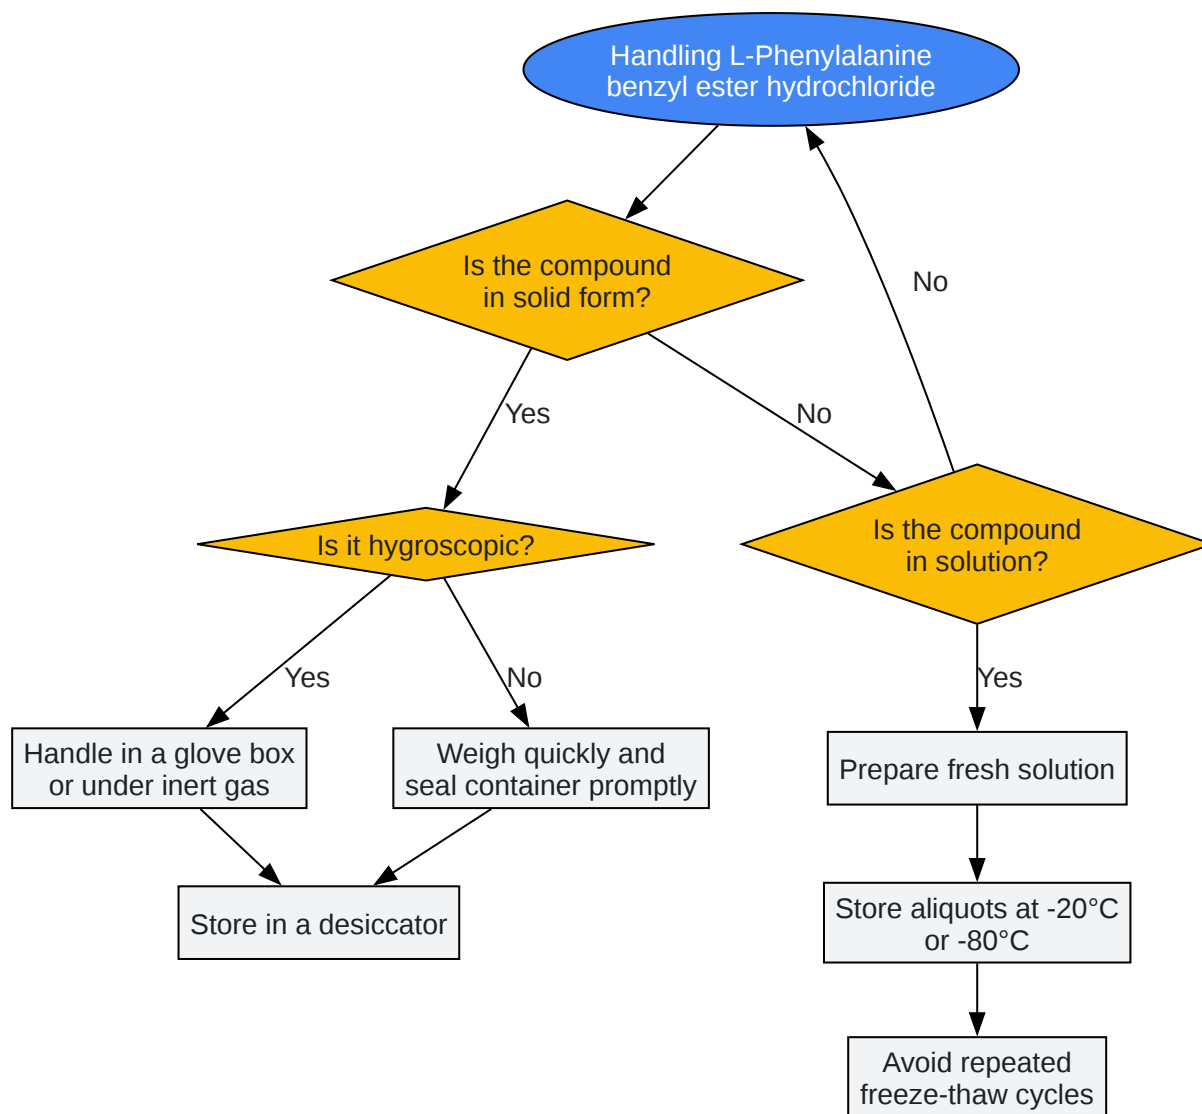 Handling L-Phenylalanine
benzyl ester hydrochloride
Is the compound
in solid form?
No
Yes
No
Is it hygroscopic?
Is the compound
in solution?
Yes
No
Yes
Handle in a glove box
or under inert gas
Weigh quickly and
seal container promptly
Prepare fresh solution
Store in a desiccator
Store aliquots at -20°C
or -80°C
Avoid repeated
freeze-thaw cycles